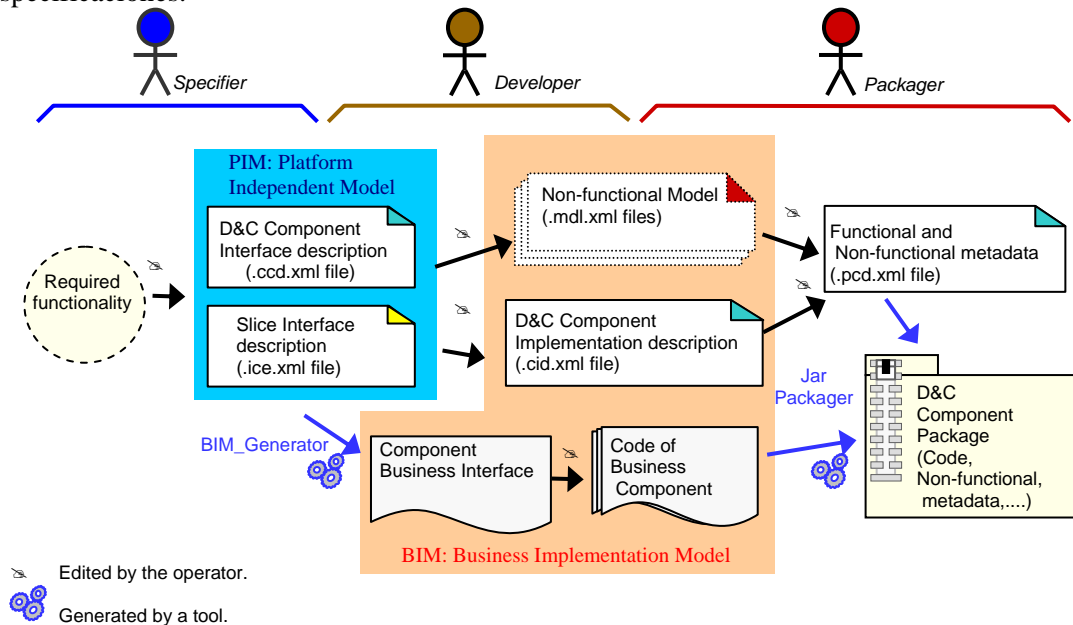 specificaciones.
Specifier
Developer
Packager
PIM: Platform
Independent Model
D&C Component
Interface description
(.ccd.xml file)
Slice Interface
description
(.ice.xml file)
Required
functionality
Non-functional Model
(.mdl.xml files)
D&C Component
Implementation description
(.cid.xml file)
Functional and
Non-functional metadata
(.pcd.xml file)
BIM_Generator
Component
Business Interface
Code of
Business
Component
Jar
Packager
D&C
Component
Package
(Code,
Non-functional,
metadata,....)
BIM: Business Implementation Model
Edited by the operator.
Generated by a tool.